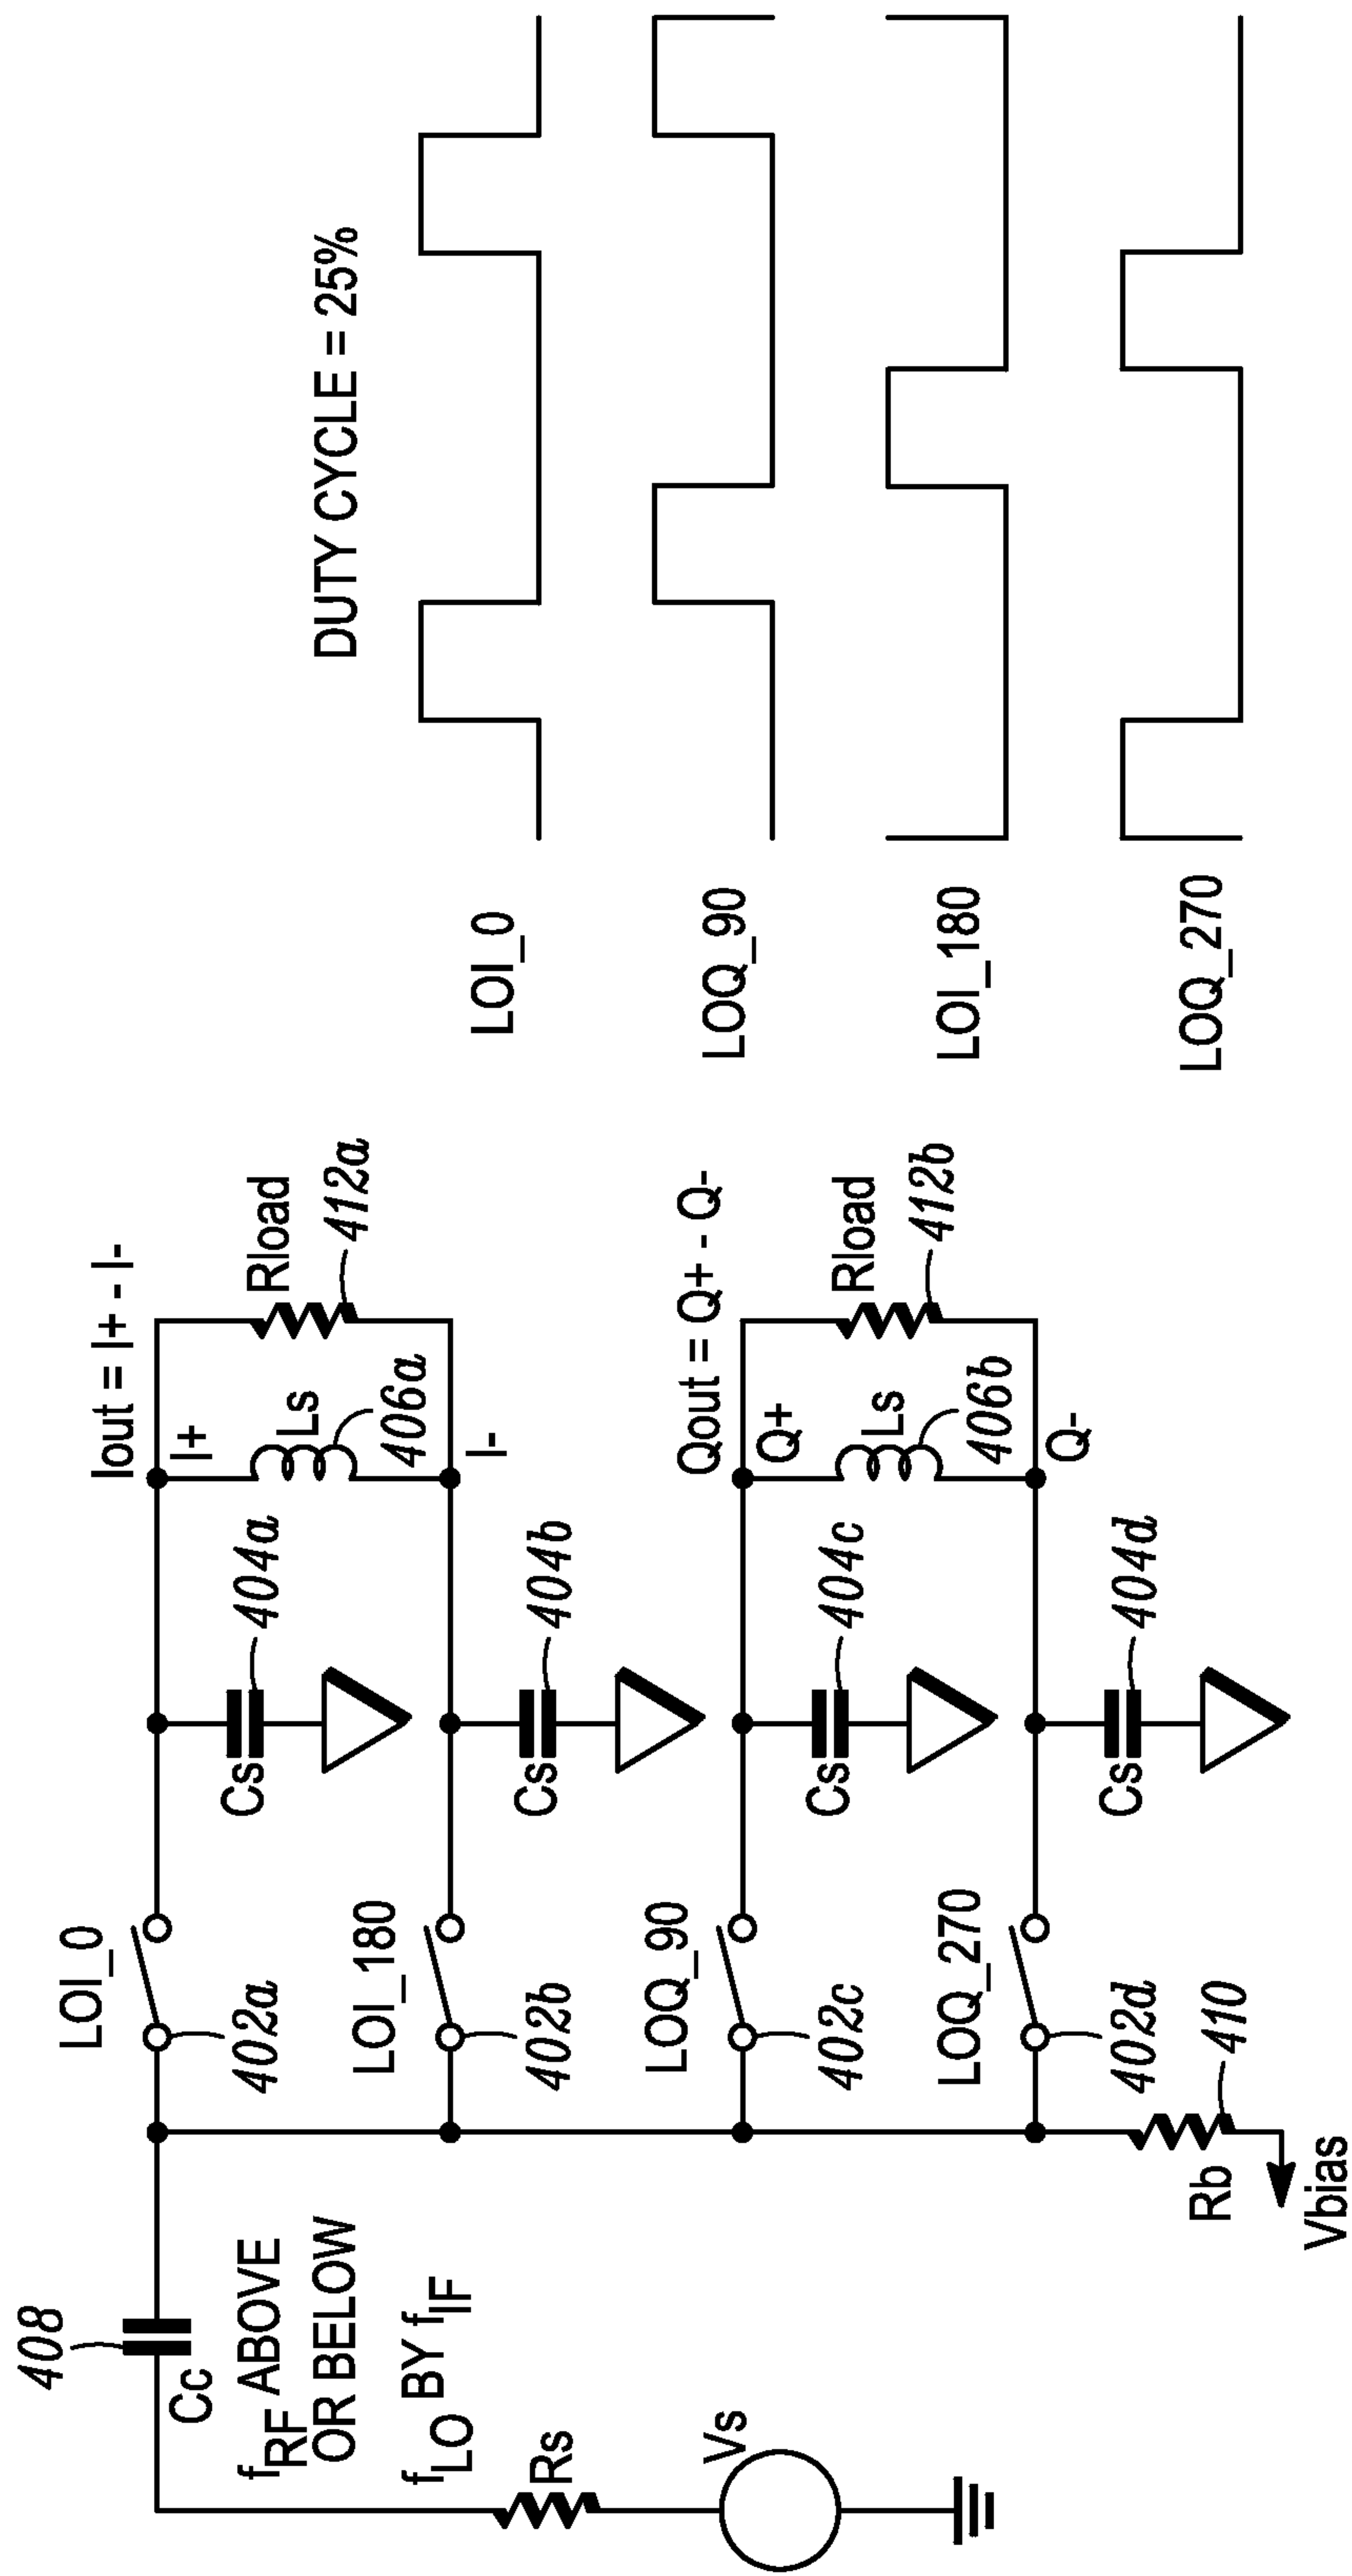 408
Cc
fRF ABOVE
OR BELOW
fLO BY fIF
Rs
Vs
LOI_0
402a
LOI_180
402b
LOQ_90
402c
LOQ_270
402d
410
Rb
Vbias
Cs
404a
Cs
404b
Cs
404c
Cs
404d
Iout = I+ - I-
I+
Ls
406a
I-
Rload
412a
Qout = Q+ - Q-
Q+
Ls
406b
Q-
Rload
412b
DUTY CYCLE = 25%
LOI_0
LOQ_90
LOI_180
LOQ_270